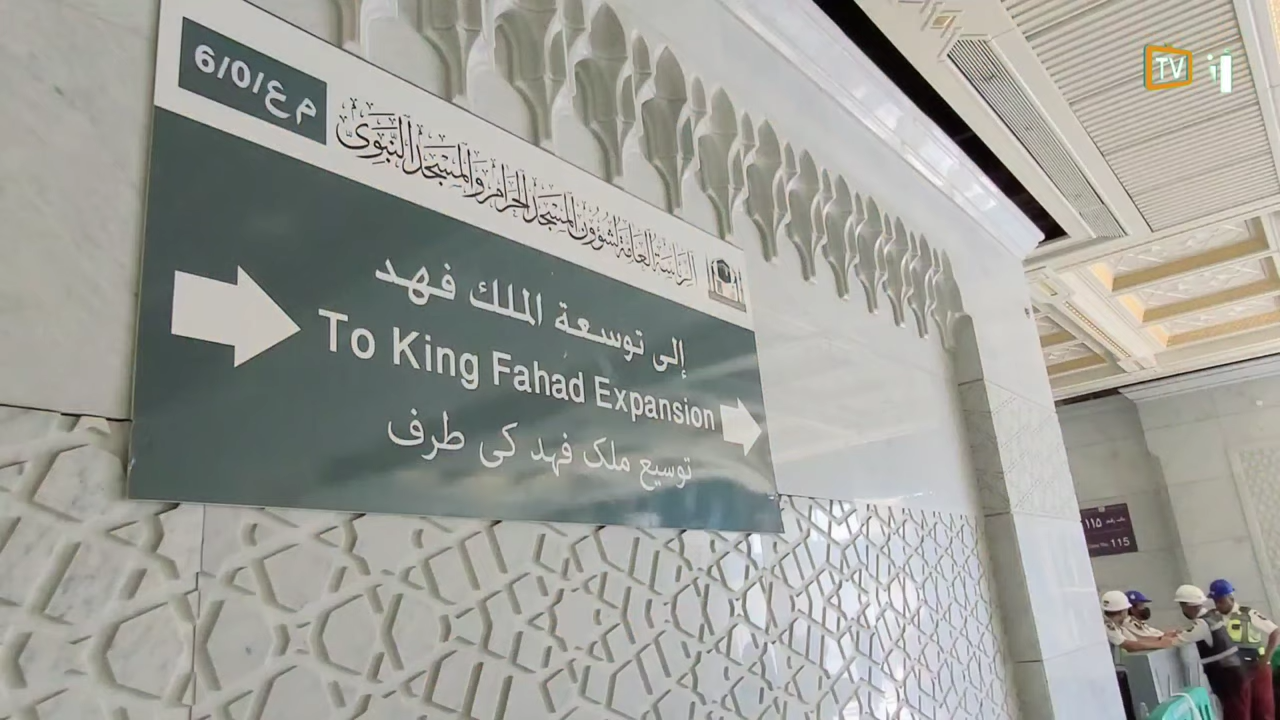 م ع/0/6
الرئاسة العامة لشؤون المسجد الحرام والمسجد النبوي
إلى توسعة الملك فهد
To King Fahad Expansion
توسیع ملک فہد کی طرف
١١٥
115
TV